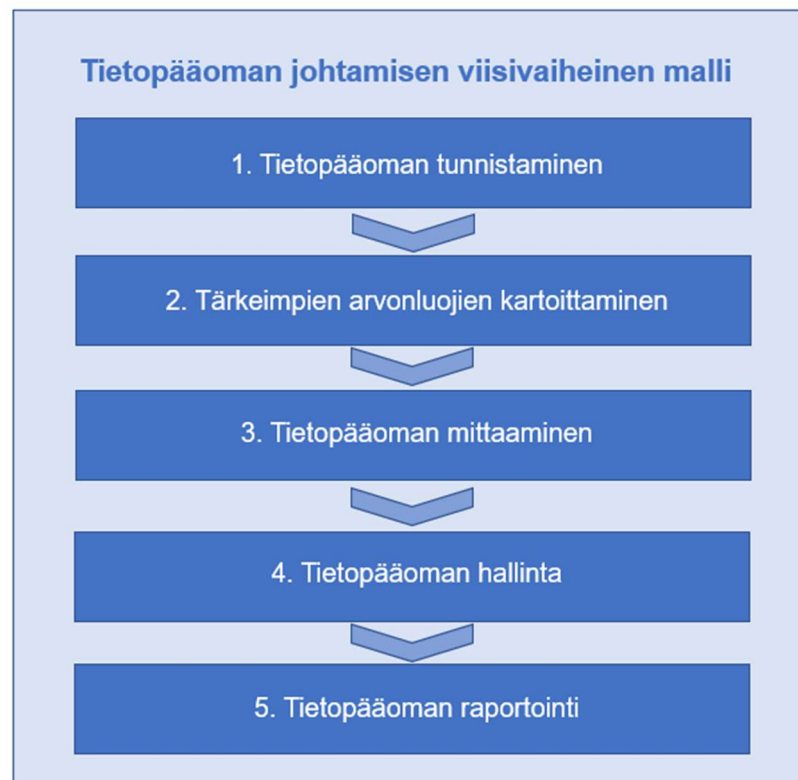 Tietopääoman johtamisen viisivaiheinen malli
1. Tietopääoman tunnistaminen
2. Tärkeimpien arvonluojien kartoittaminen
3. Tietopääoman mittaaminen
4. Tietopääoman hallinta
5. Tietopääoman raportointi